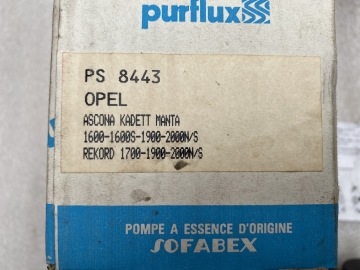 purflux
PS 8443
OPEL
ASCONA KADETT MANTA
1600-1600S-1900-2000N/S
REKORD 1700-1900-2000N/S
POMPE A ESSENCE D'ORIGINE
SOFABEX